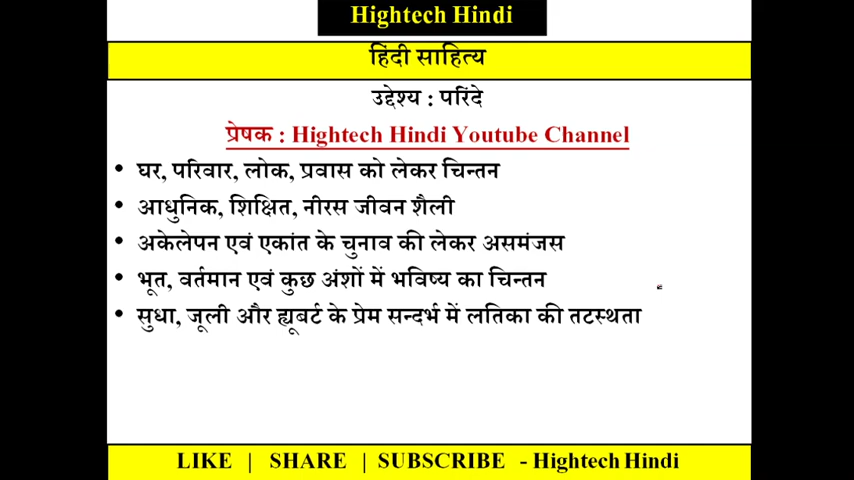 Hightech Hindi
हिंदी साहित्य
उद्देश्य : परिंदे
प्रेषक : Hightech Hindi Youtube Channel
• घर, परिवार, लोक, प्रवास को लेकर चिन्तन
• आधुनिक, शिक्षित, नीरस जीवन शैली
• अकेलेपन एवं एकांत के चुनाव की लेकर असमंजस
• भूत, वर्तमान एवं कुछ अंशों में भविष्य का चिन्तन
• सुधा, जूली और ह्यूबर्ट के प्रेम सन्दर्भ में लतिका की तटस्थता
LIKE | SHARE | SUBSCRIBE - Hightech Hindi